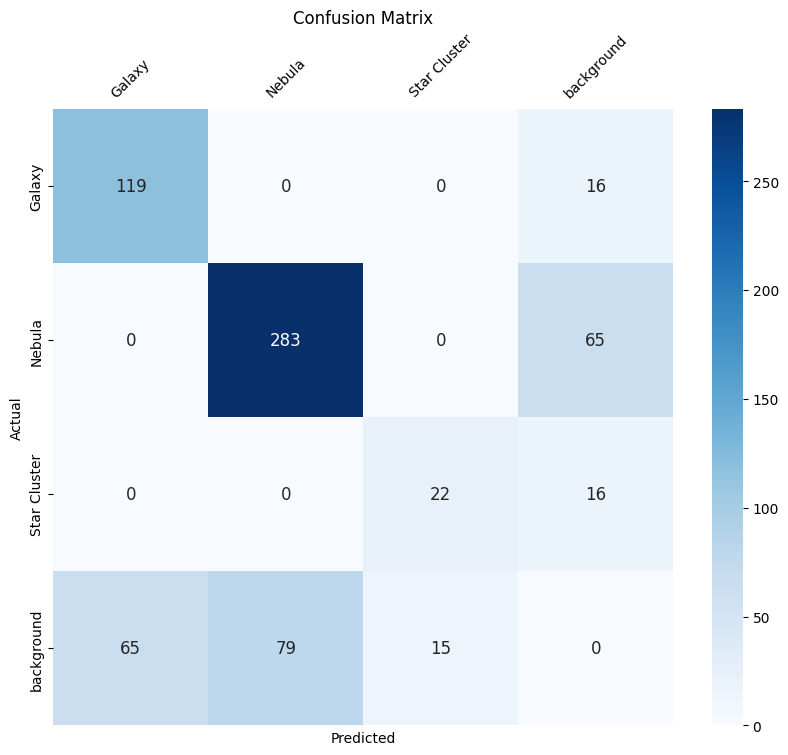 Confusion Matrix
Galaxy Nebula Star Cluster background
Galaxy 119 0 0 16
Nebula 0 283 0 65
Star Cluster 0 0 22 16
background 65 79 15 0
Actual
Predicted
250
200
150
100
50
0